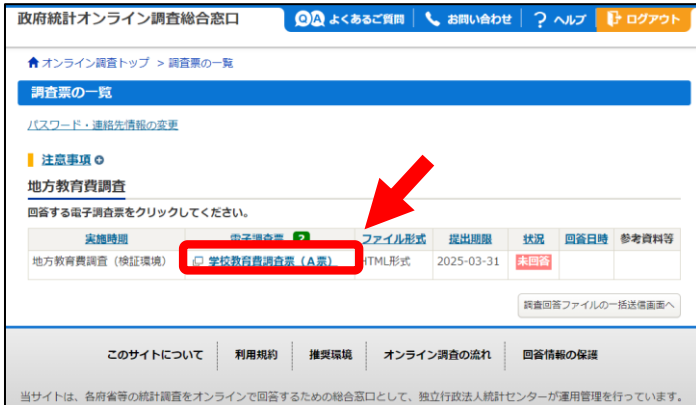 政府統計オンライン調査総合窓口
QA よくあるご質問 お問い合わせ ? ヘルプ ログアウト
オンライン調査トップ > 調査票の一覧
調査票の一覧
パスワード・連絡先情報の変更
注意事項
地方教育費調査
回答する電子調査票をクリックしてください。
実施時期 電子調査票 ? ファイル形式 提出期限 状況 回答日時 参考資料等
地方教育費調査(検証環境) 学校教育費調査票(A票) HTML形式 2025-03-31 未回答
調査回答ファイルの一括送信画面へ
このサイトについて 利用規約 推奨環境 オンライン調査の流れ 回答情報の保護
当サイトは、各府省等の統計調査をオンラインで回答するための総合窓口として、独立行政法人統計センターが運用管理を行っています。